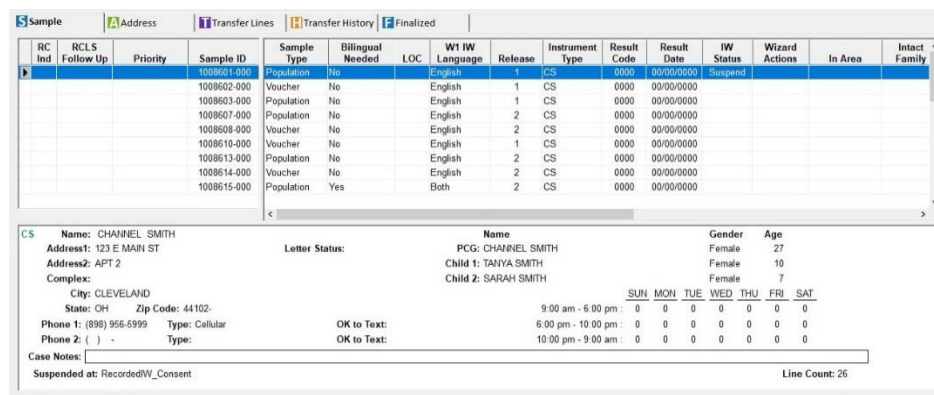 S Sample A Address T Transfer Lines H Transfer History F Finalized
RC Ind RCLS Follow Up Priority Sample ID Sample Type Bilingual Needed LOC W1 IW Language Release Instrument Type Result Code Result Date IW Status Wizard Actions In Area Intact Family
1008601-000 Population No English 1 CS 0000 00/00/0000 Suspend
1008602-000 Voucher No English 1 CS 0000 00/00/0000
1008603-000 Population No English 1 CS 0000 00/00/0000
1008607-000 Population No English 2 CS 0000 00/00/0000
1008608-000 Voucher No English 2 CS 0000 00/00/0000
1008610-000 Voucher No English 1 CS 0000 00/00/0000
1008613-000 Population No English 2 CS 0000 00/00/0000
1008614-000 Voucher No English 2 CS 0000 00/00/0000
1008615-000 Population Yes Both 2 CS 0000 00/00/0000
CS Name: CHANNEL SMITH Name Gender Age
Address1: 123 E MAIN ST Letter Status: PCG: CHANNEL SMITH Female 27
Address2: APT 2 Child 1: TANYA SMITH Female 10
Complex: Child 2: SARAH SMITH Female 7
City: CLEVELAND SUN MON TUE WED THU FRI SAT
State: OH Zip Code: 44102- 9:00 am - 6:00 pm : 0 0 0 0 0 0 0
Phone 1: (898) 956-5999 Type: Cellular OK to Text: 6:00 pm - 10:00 pm : 0 0 0 0 0 0 0
Phone 2: ( ) - Type: OK to Text: 10:00 pm - 9:00 am : 0 0 0 0 0 0 0
Case Notes:
Suspended at: RecordedIW_Consent Line Count: 26